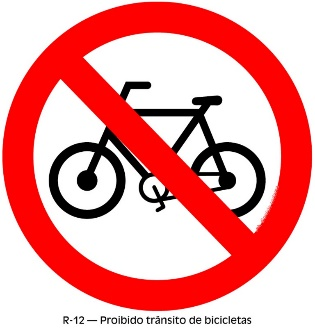 R-12 — Proibido trânsito de bicicletas